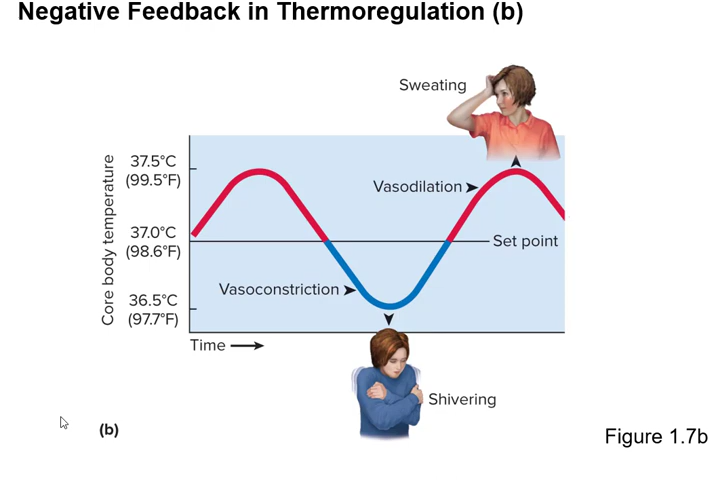 Negative Feedback in Thermoregulation (b)
Sweating
37.5°C
(99.5°F)
Vasodilation
37.0°C
(98.6°F)
Set point
Core body temperature
Vasoconstriction
36.5°C
(97.7°F)
Time
Shivering
(b)
Figure 1.7b